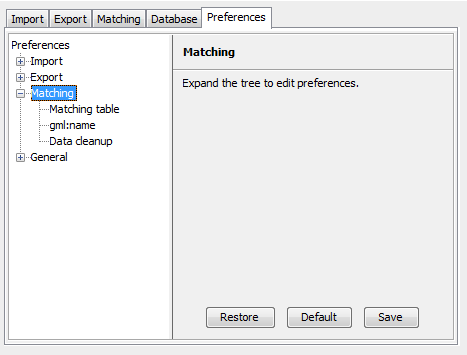 Import Export Matching Database Preferences
Preferences
Import
Export
Matching
Matching table
gml:name
Data cleanup
General
Matching
Expand the tree to edit preferences.
Restore Default Save